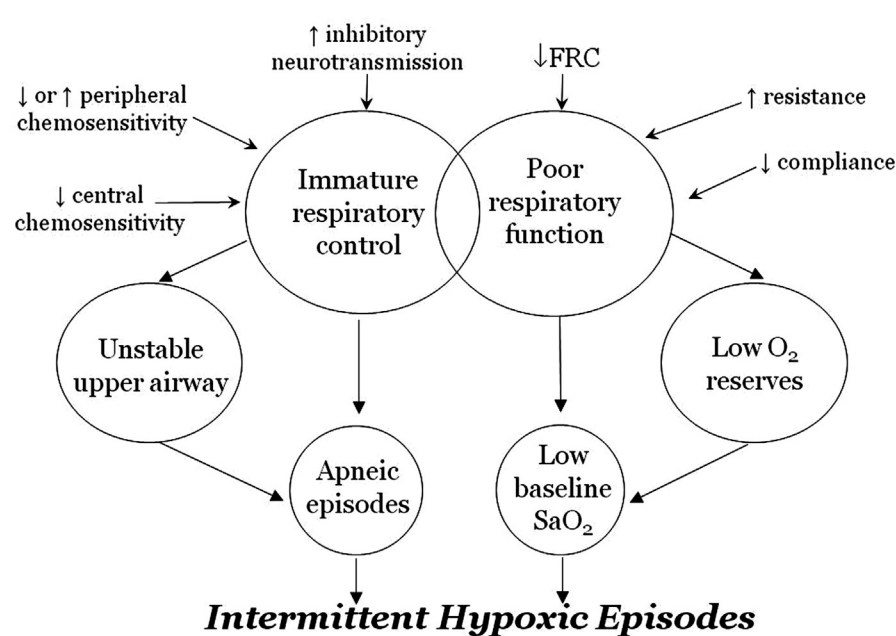 ↑ inhibitory
neurotransmission
↓FRC
↓ or ↑ peripheral
chemosensitivity
↑ resistance
↓ central
chemosensitivity
↓ compliance
Immature
respiratory
control
Poor
respiratory
function
Unstable
upper airway
Low O₂
reserves
Apneic
episodes
Low
baseline
SaO₂
Intermittent Hypoxic Episodes